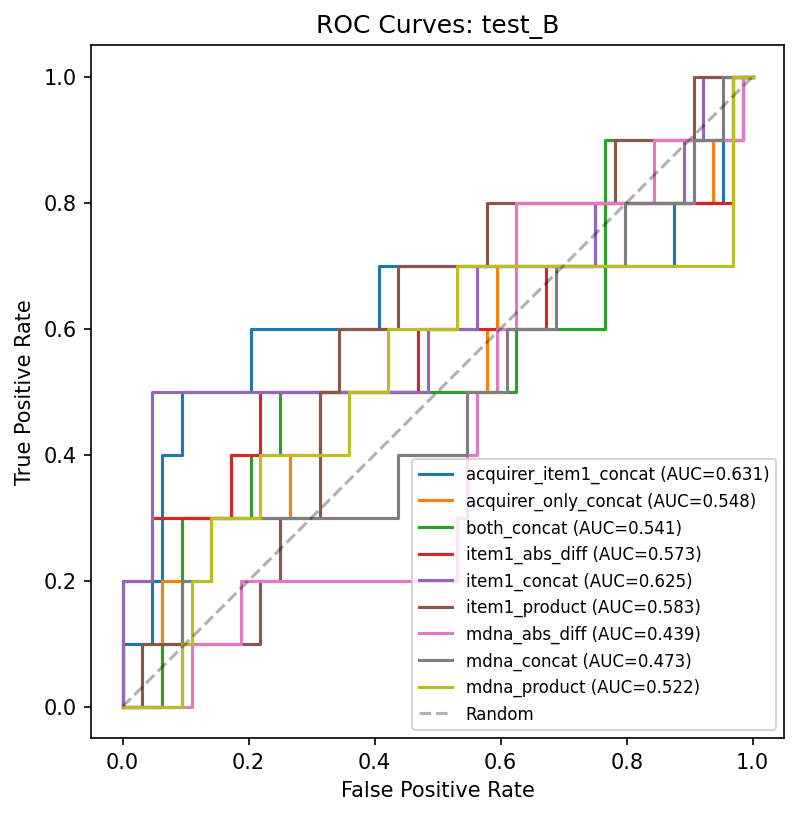 ROC Curves: test_B
True Positive Rate
1.0
0.8
0.6
0.4
0.2
0.0
acquirer_item1_concat (AUC=0.631)
acquirer_only_concat (AUC=0.548)
both_concat (AUC=0.541)
item1_abs_diff (AUC=0.573)
item1_concat (AUC=0.625)
item1_product (AUC=0.583)
mdna_abs_diff (AUC=0.439)
mdna_concat (AUC=0.473)
mdna_product (AUC=0.522)
Random
0.0 0.2 0.4 0.6 0.8 1.0
False Positive Rate